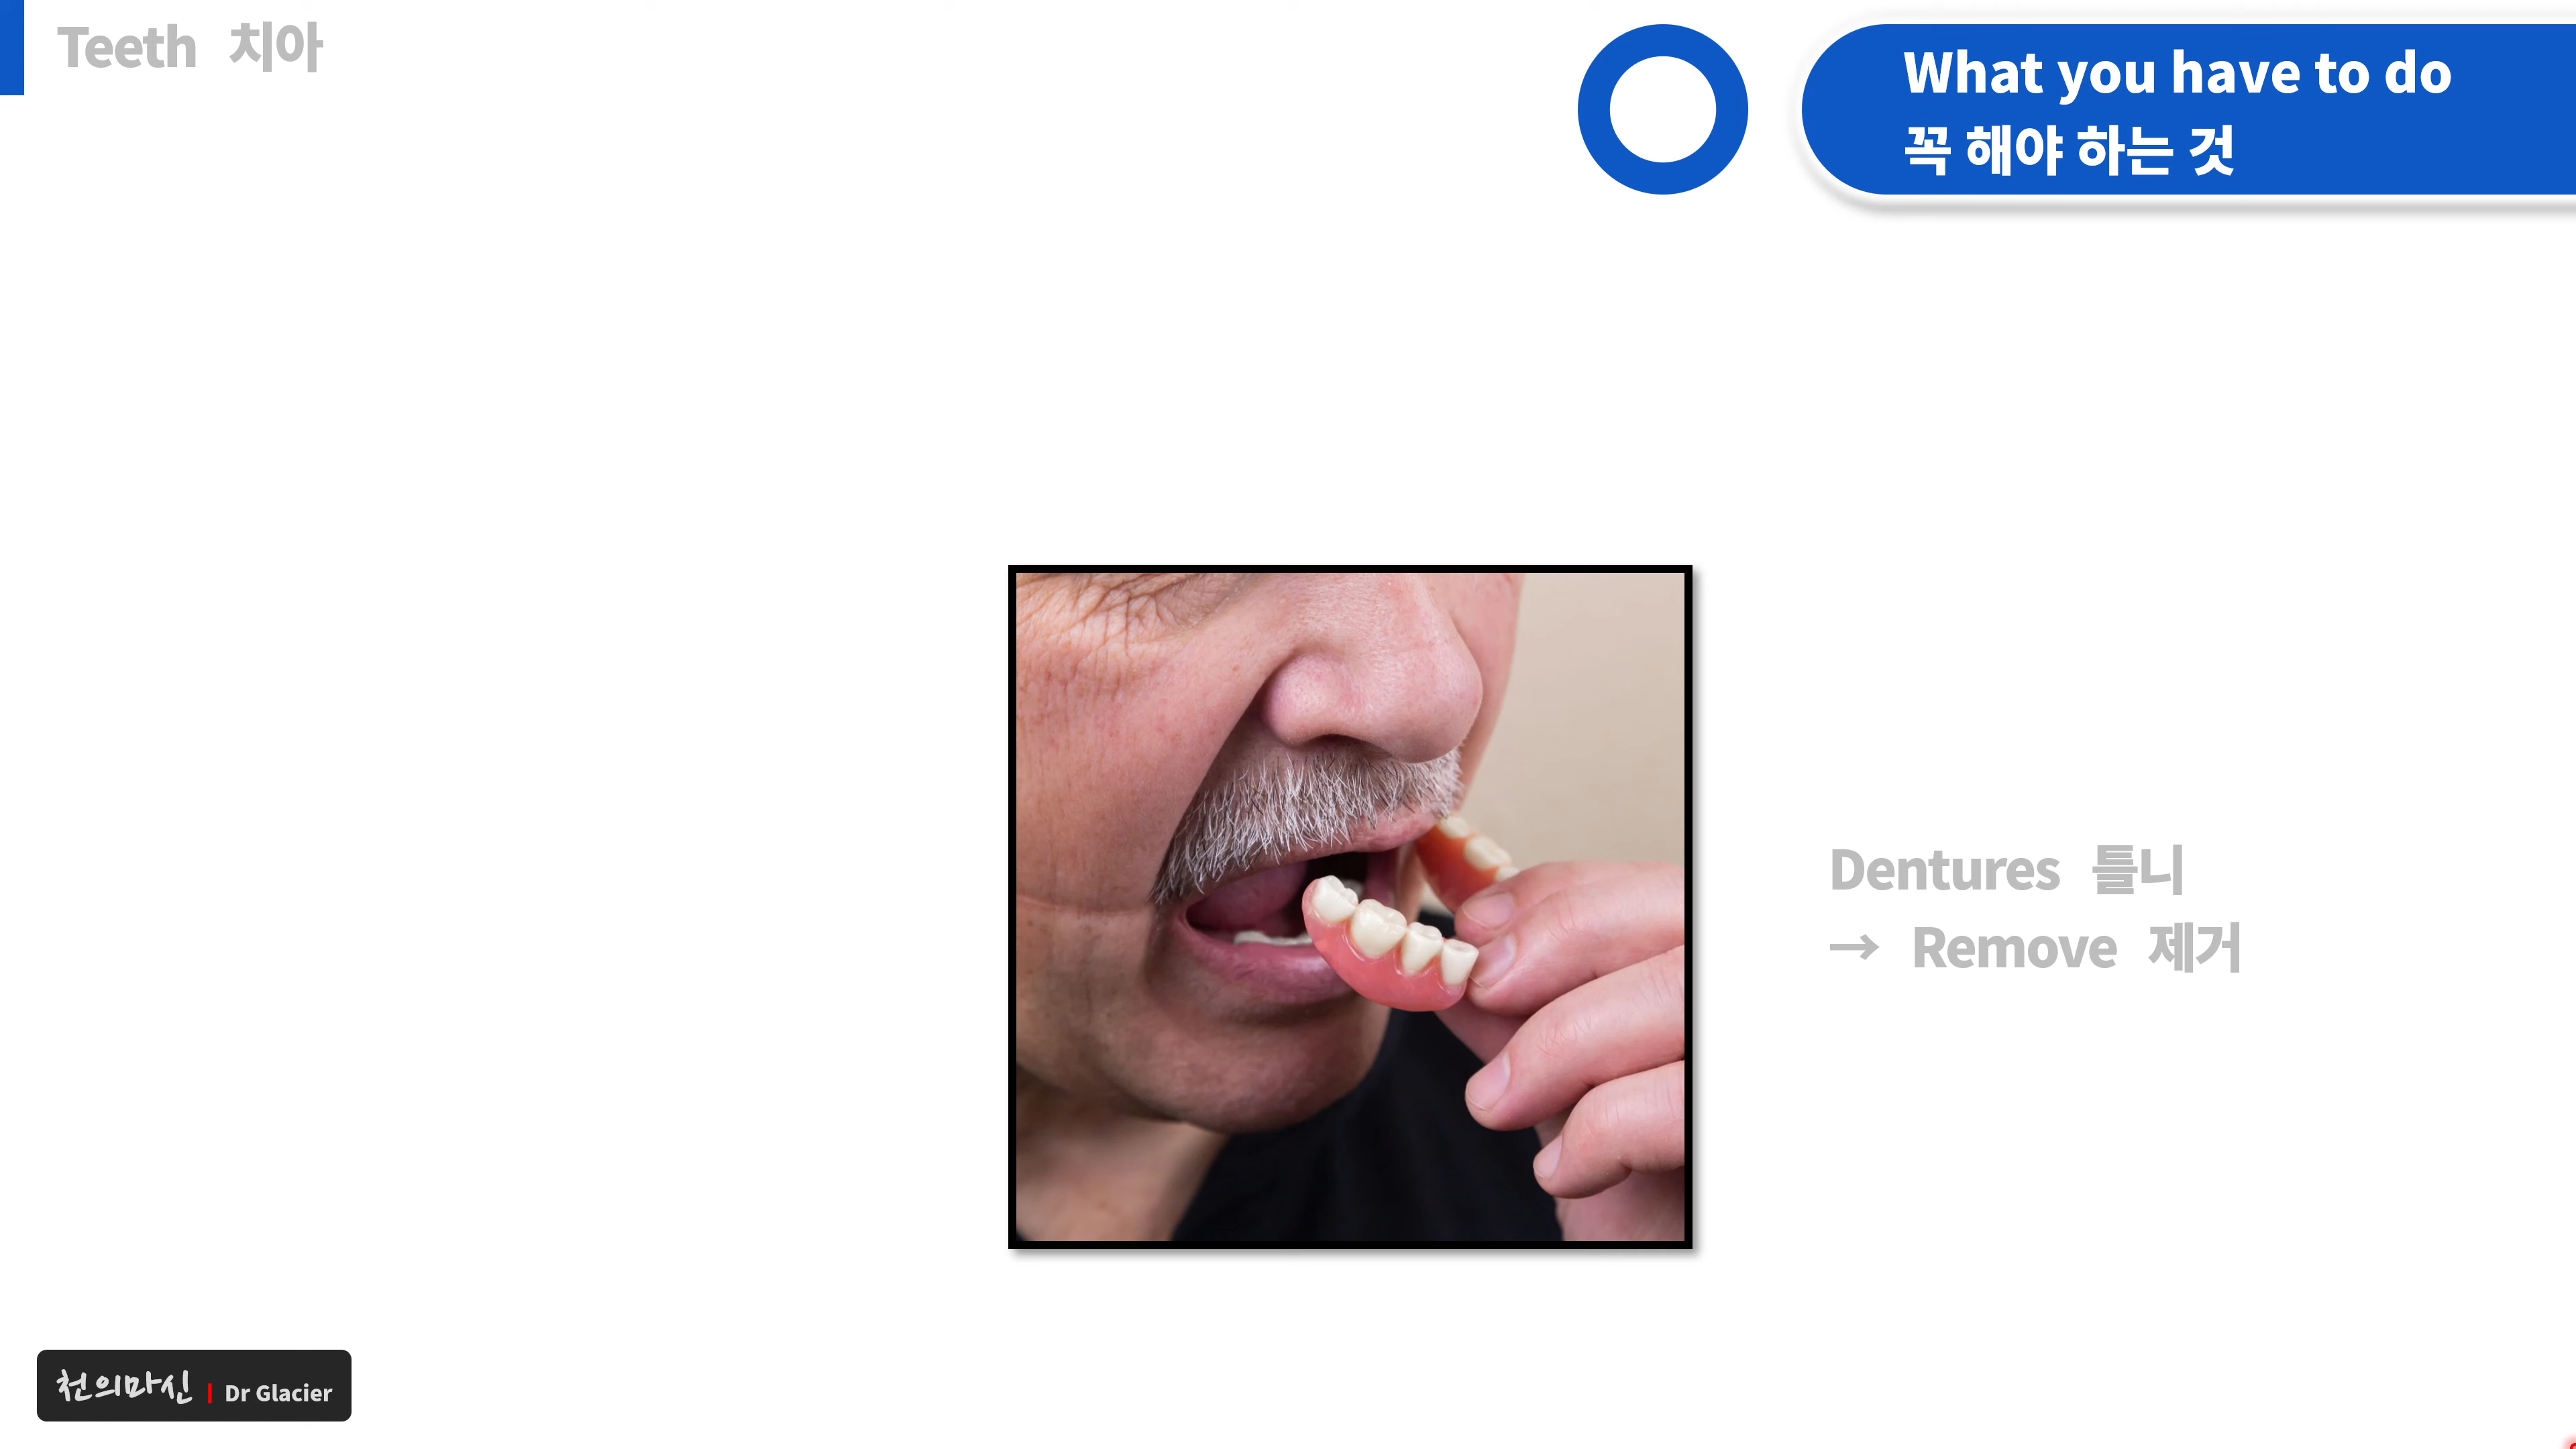 Teeth 치아
What you have to do
꼭 해야 하는 것
Dentures 틀니
→ Remove 제거
천의마신 | Dr Glacier